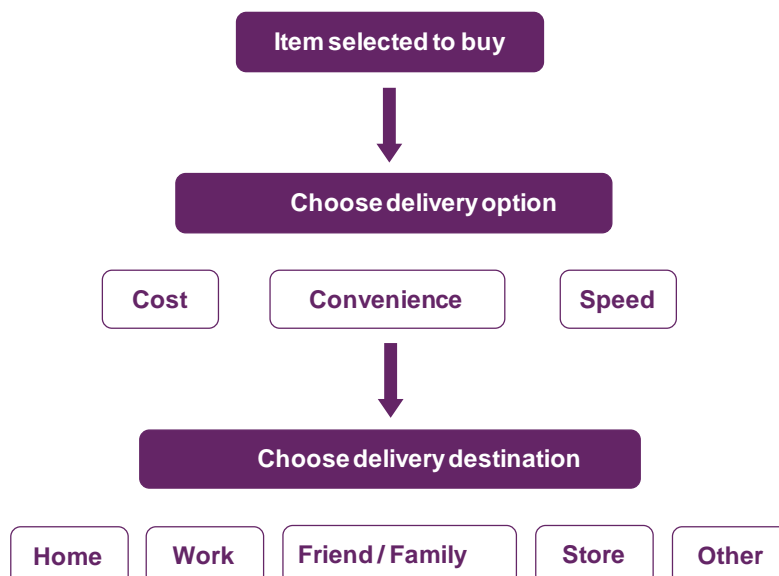 Item selected to buy
Choose delivery option
Cost Convenience Speed
Choose delivery destination
Home Work Friend / Family Store Other